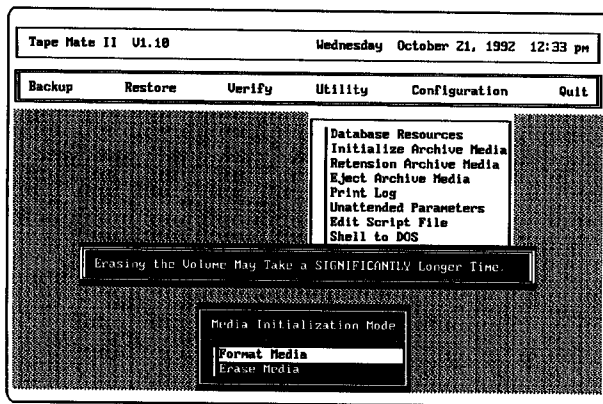 Tape Mate II V1.10 Wednesday October 21, 1992 12:33 pm
Backup Restore Verify Utility Configuration Quit
Database Resources
Initialize Archive Media
Retension Archive Media
Eject Archive Media
Print Log
Unattended Parameters
Edit Script File
Shell to DOS
Erasing the Volume May Take a SIGNIFICANTLY Longer Time.
Media Initialization Mode
Format Media
Erase Media